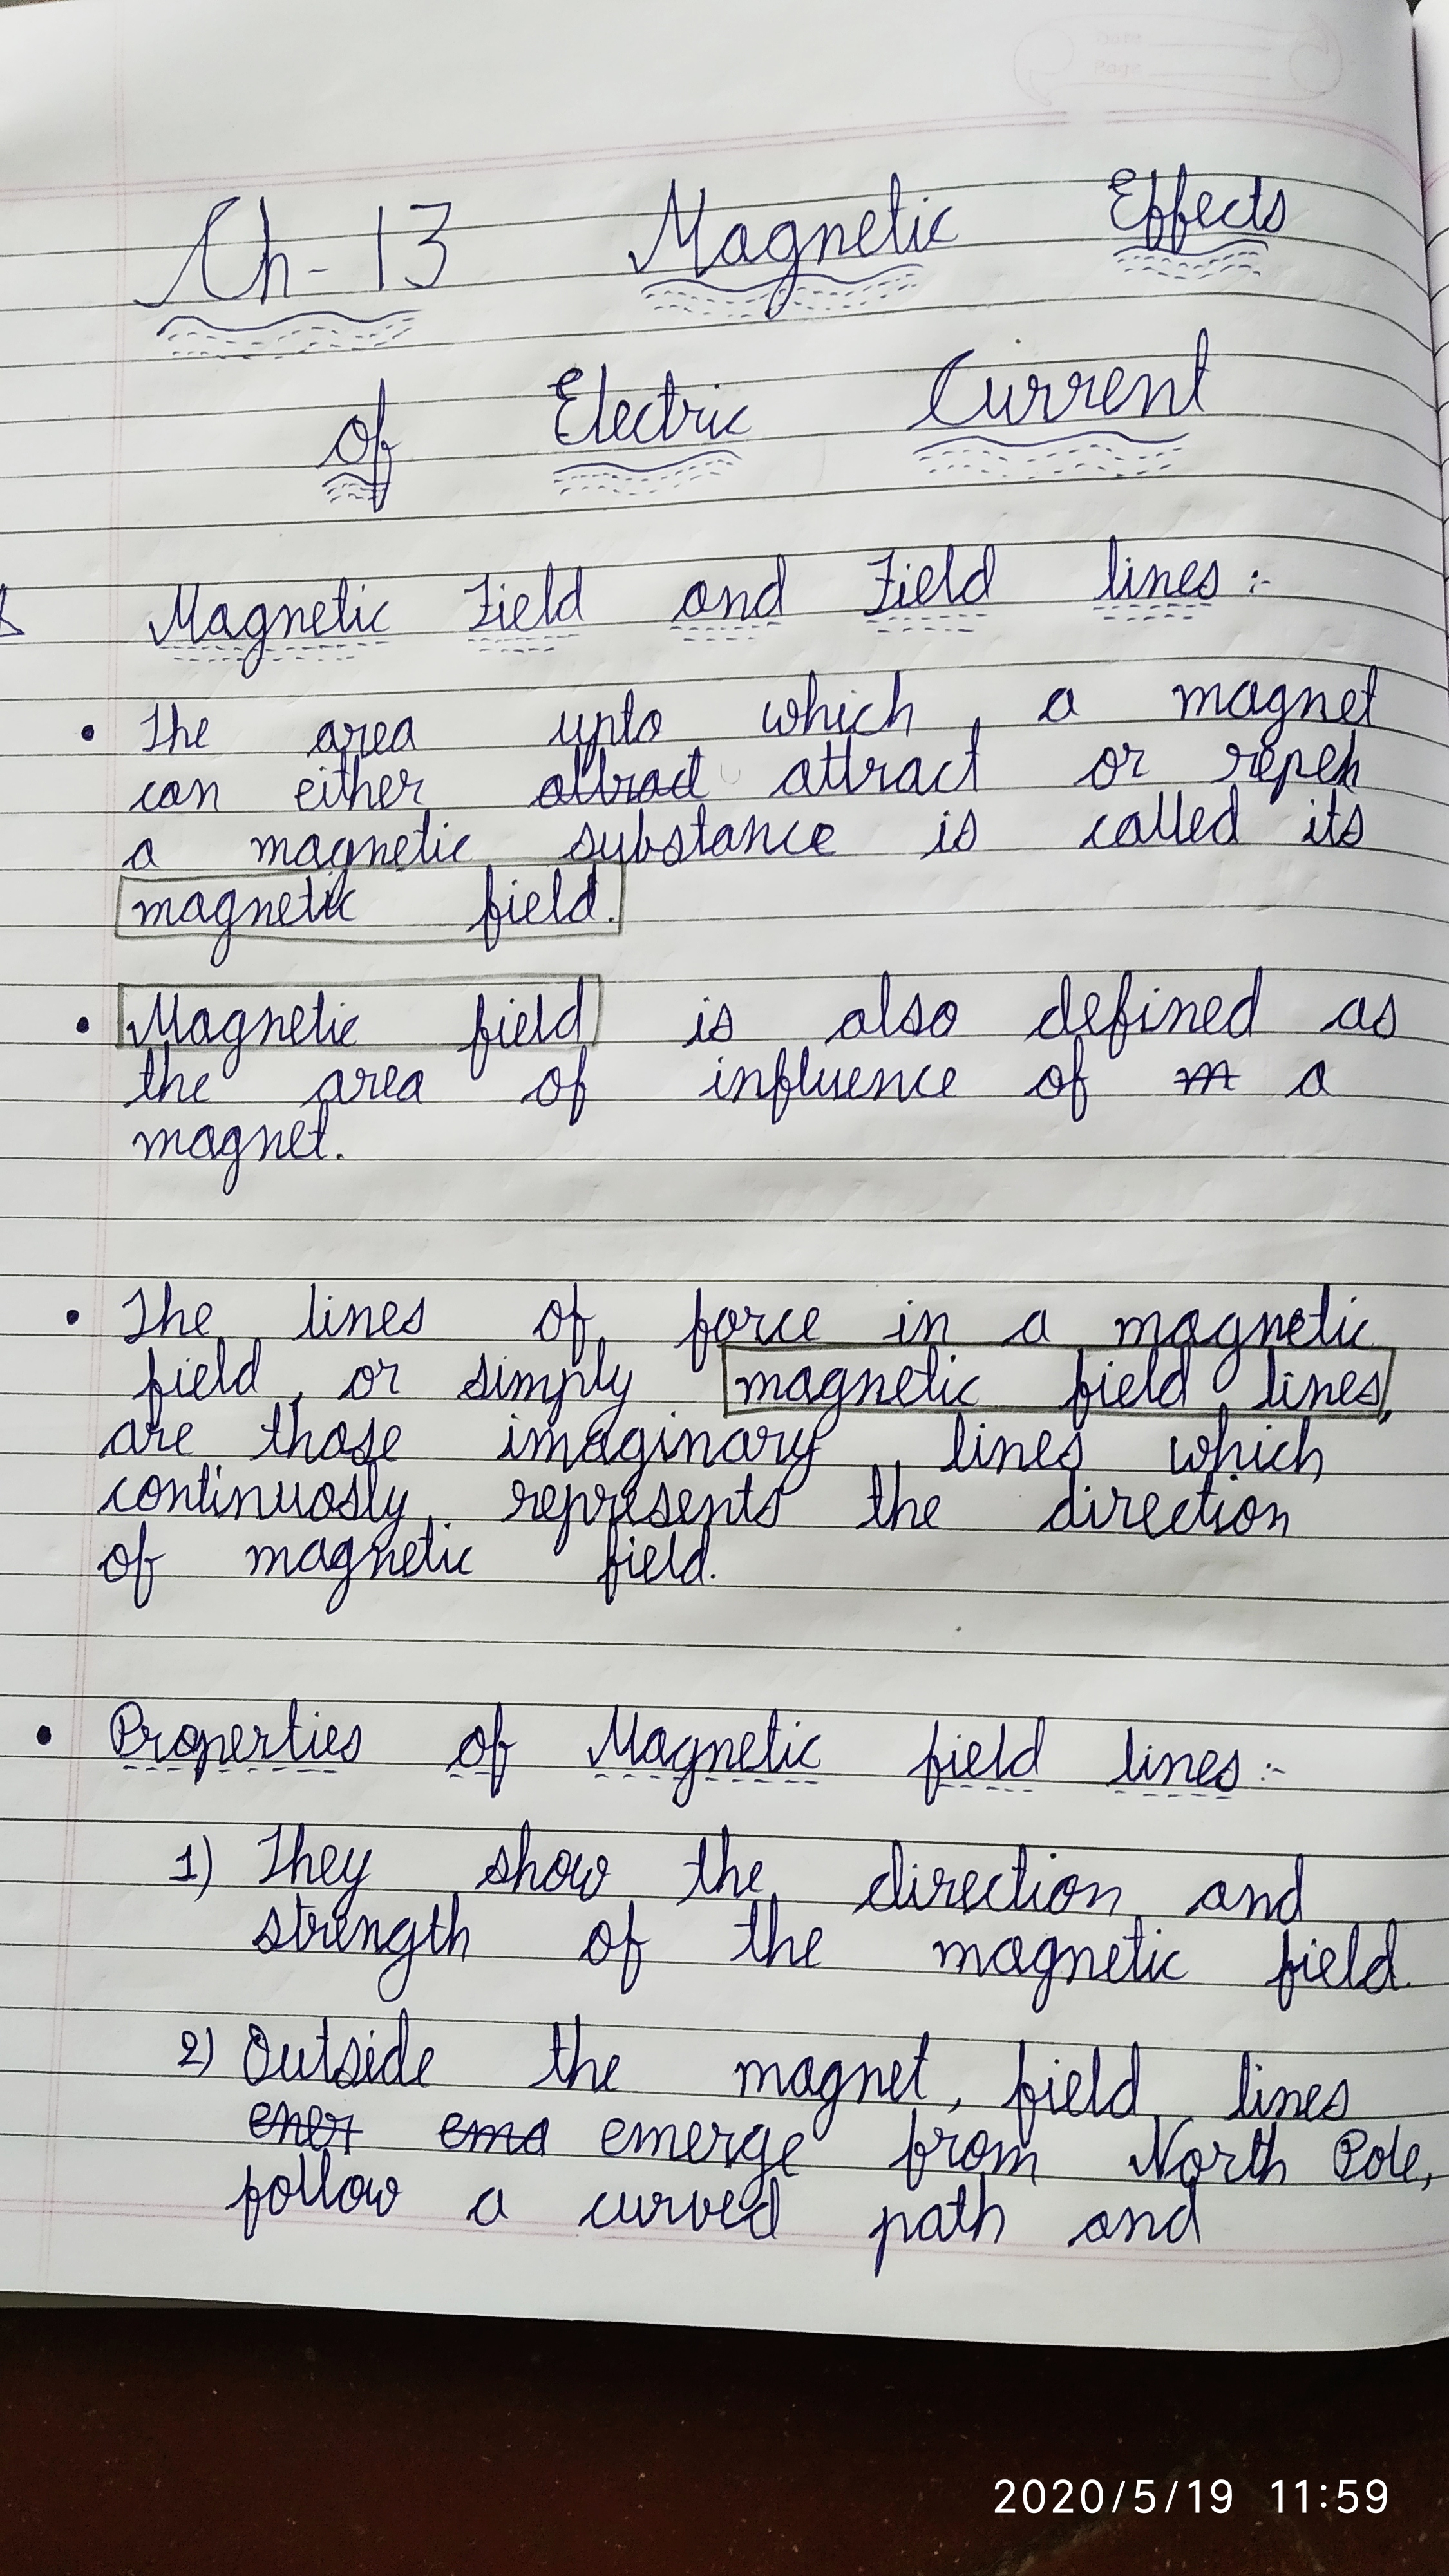 Ch-13 Magnetic Effects
of Electric Current
Magnetic Field and Field lines :-
• The area upto which, a magnet
can either attract attract or repel
a magnetic substance is called its
magnetic field.
• Magnetic field is also defined as
the area of influence of m a
magnet.
• The lines of force in a magnetic
field, or simply magnetic field lines,
are those imaginary lines which
continuosly represents the direction
of magnetic field.
• Properties of Magnetic field lines :-
1) They show the direction and
strength of the magnetic field.
2) Outside the magnet, field lines
emerge from North Pole,
follow a curved path and
2020/5/19 11:59